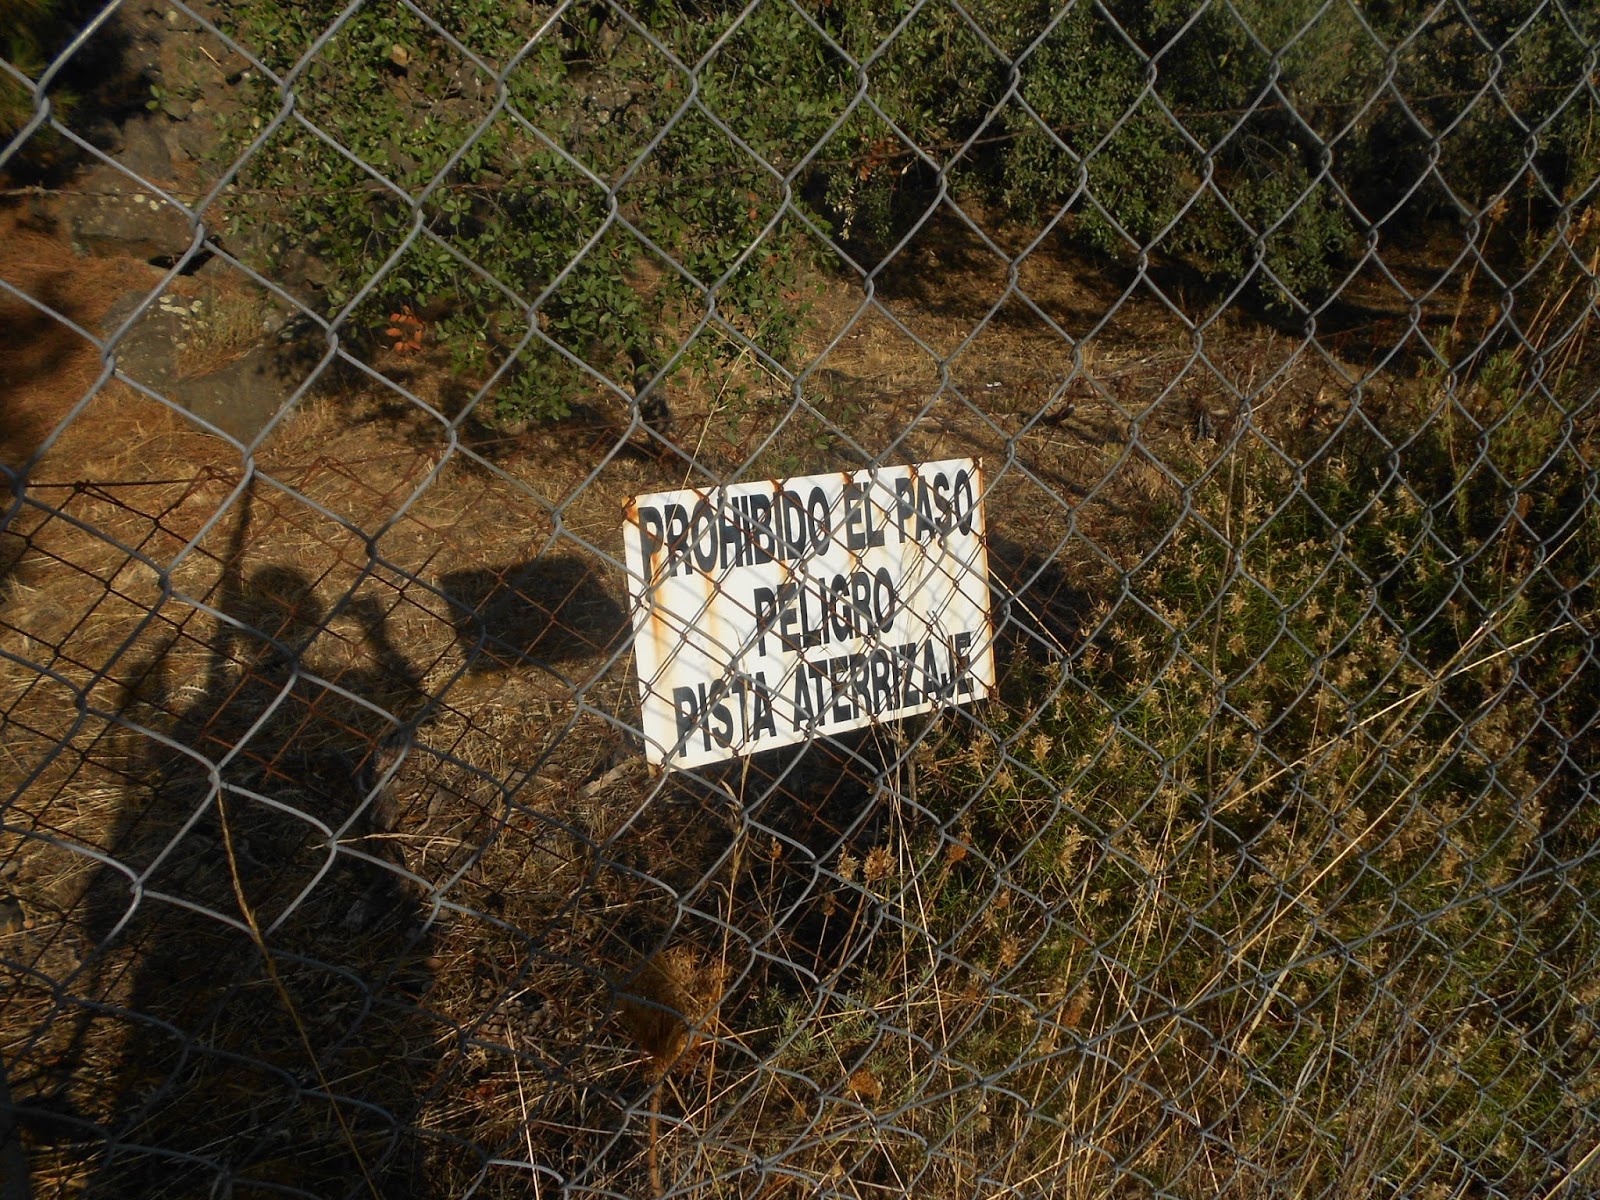 PROHIBIDO EL PASO
PELIGRO
PISTA ATERRIZAJE